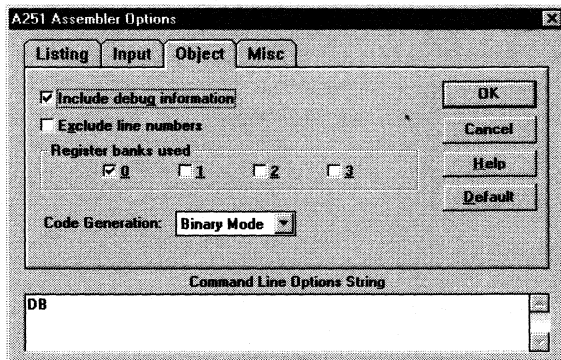 A251 Assembler Options
Listing Input Object Misc
Include debug information
Exclude line numbers
Register banks used
0 1 2 3
Code Generation: Binary Mode
OK
Cancel
Help
Default
Command Line Options String
DB